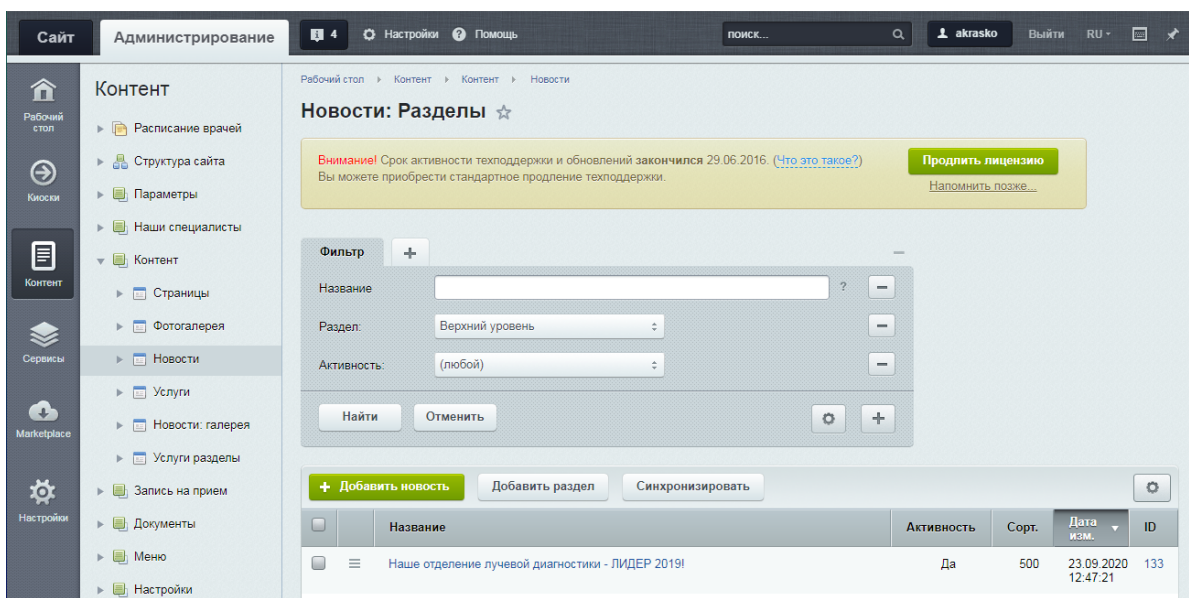 Сайт
Администрирование
4
Настройки
Помощь
поиск...
akrasko
Выйти
RU
Рабочий стол
Киоски
Контент
Сервисы
Marketplace
Настройки
Контент
Расписание врачей
Структура сайта
Параметры
Наши специалисты
Контент
Страницы
Фотогалерея
Новости
Услуги
Новости: галерея
Услуги разделы
Запись на прием
Документы
Меню
Настройки
Рабочий стол Контент Контент Новости
Новости: Разделы
Внимание! Срок активности техподдержки и обновлений закончился 29.06.2016. (Что это такое?)
Вы можете приобрести стандартное продление техподдержки.
Продлить лицензию
Напомнить позже...
Фильтр
Название
?
Раздел: Верхний уровень
Активность: (любой)
Найти Отменить
Добавить новость Добавить раздел Синхронизировать
Название Активность Сорт. Дата изм. ID
Наше отделение лучевой диагностики - ЛИДЕР 2019! Да 500 23.09.2020 12:47:21 133